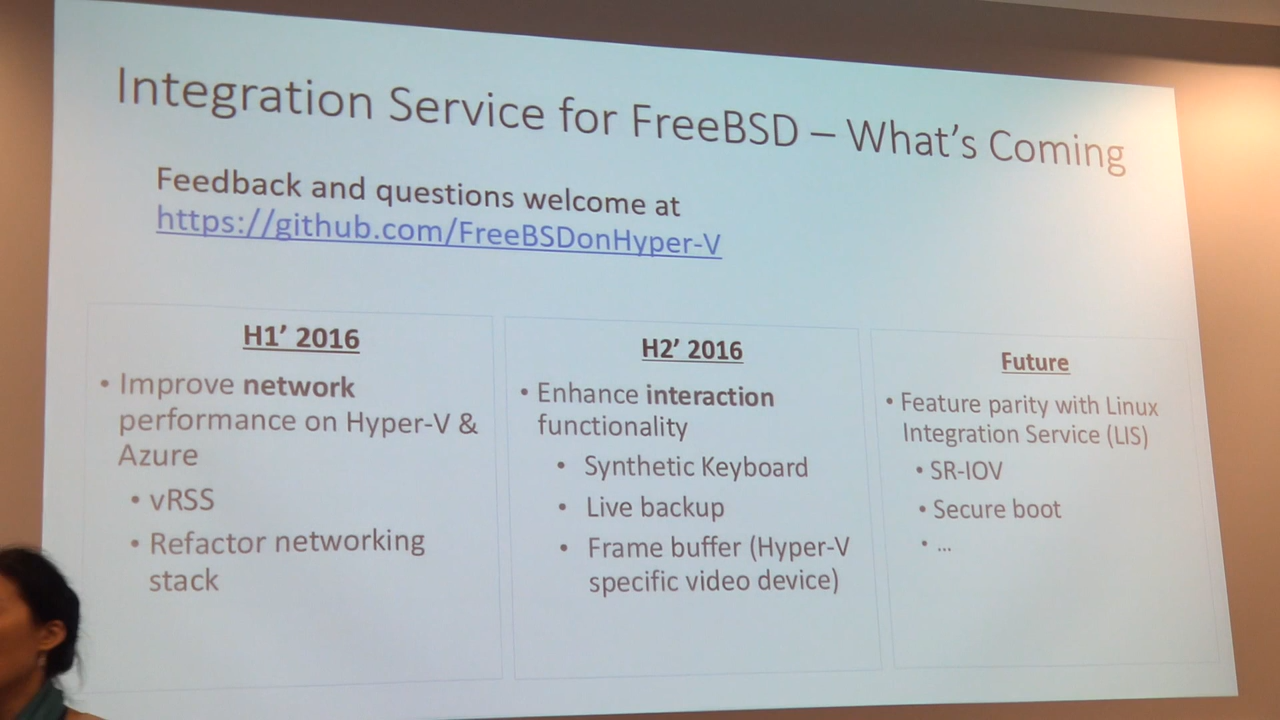 Integration Service for FreeBSD – What's Coming
Feedback and questions welcome at
https://github.com/FreeBSDonHyper-V
H1' 2016
• Improve network
performance on Hyper-V &
Azure
• vRSS
• Refactor networking
stack
H2' 2016
• Enhance interaction
functionality
• Synthetic Keyboard
• Live backup
• Frame buffer (Hyper-V
specific video device)
Future
• Feature parity with Linux
Integration Service (LIS)
• SR-IOV
• Secure boot
• ...